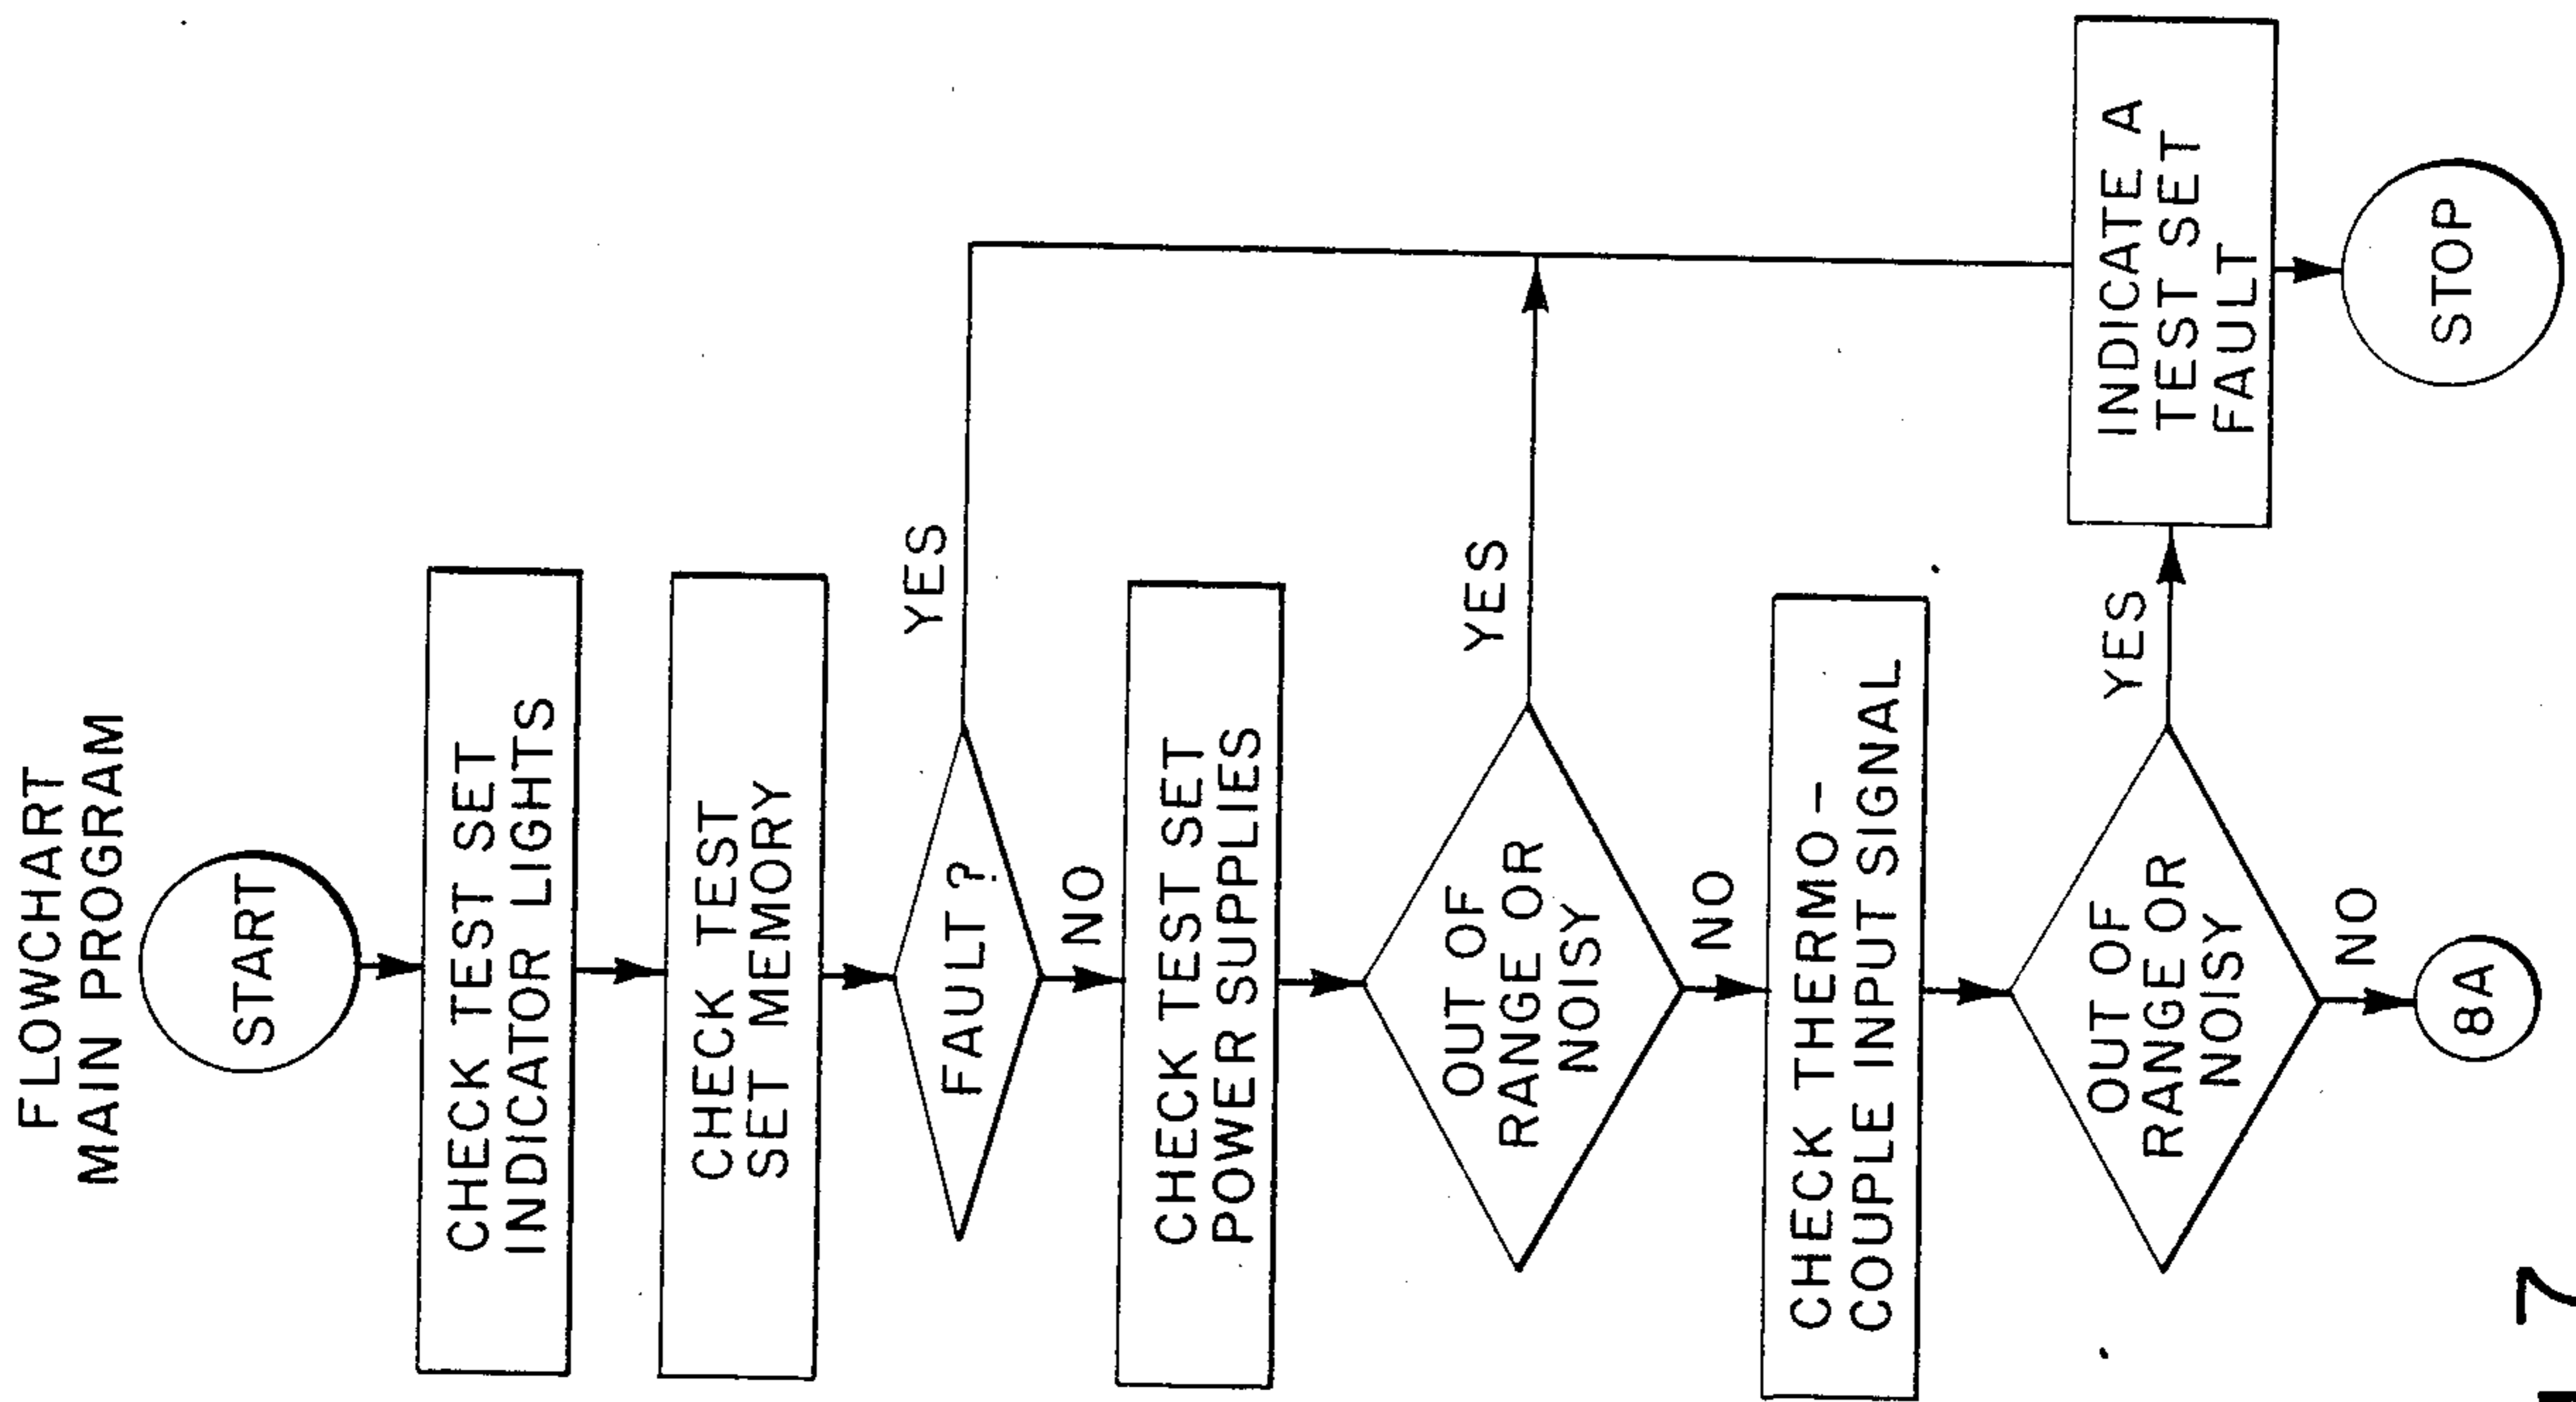 FLOWCHART
MAIN PROGRAM
START
CHECK TEST SET
INDICATOR LIGHTS
CHECK TEST
SET MEMORY
FAULT ?
YES
NO
CHECK TEST SET
POWER SUPPLIES
OUT OF
RANGE OR
NOISY
YES
NO
CHECK THERMO-
COUPLE INPUT SIGNAL
OUT OF
RANGE OR
NOISY
YES
NO
INDICATE A
TEST SET
FAULT
STOP
8A
7